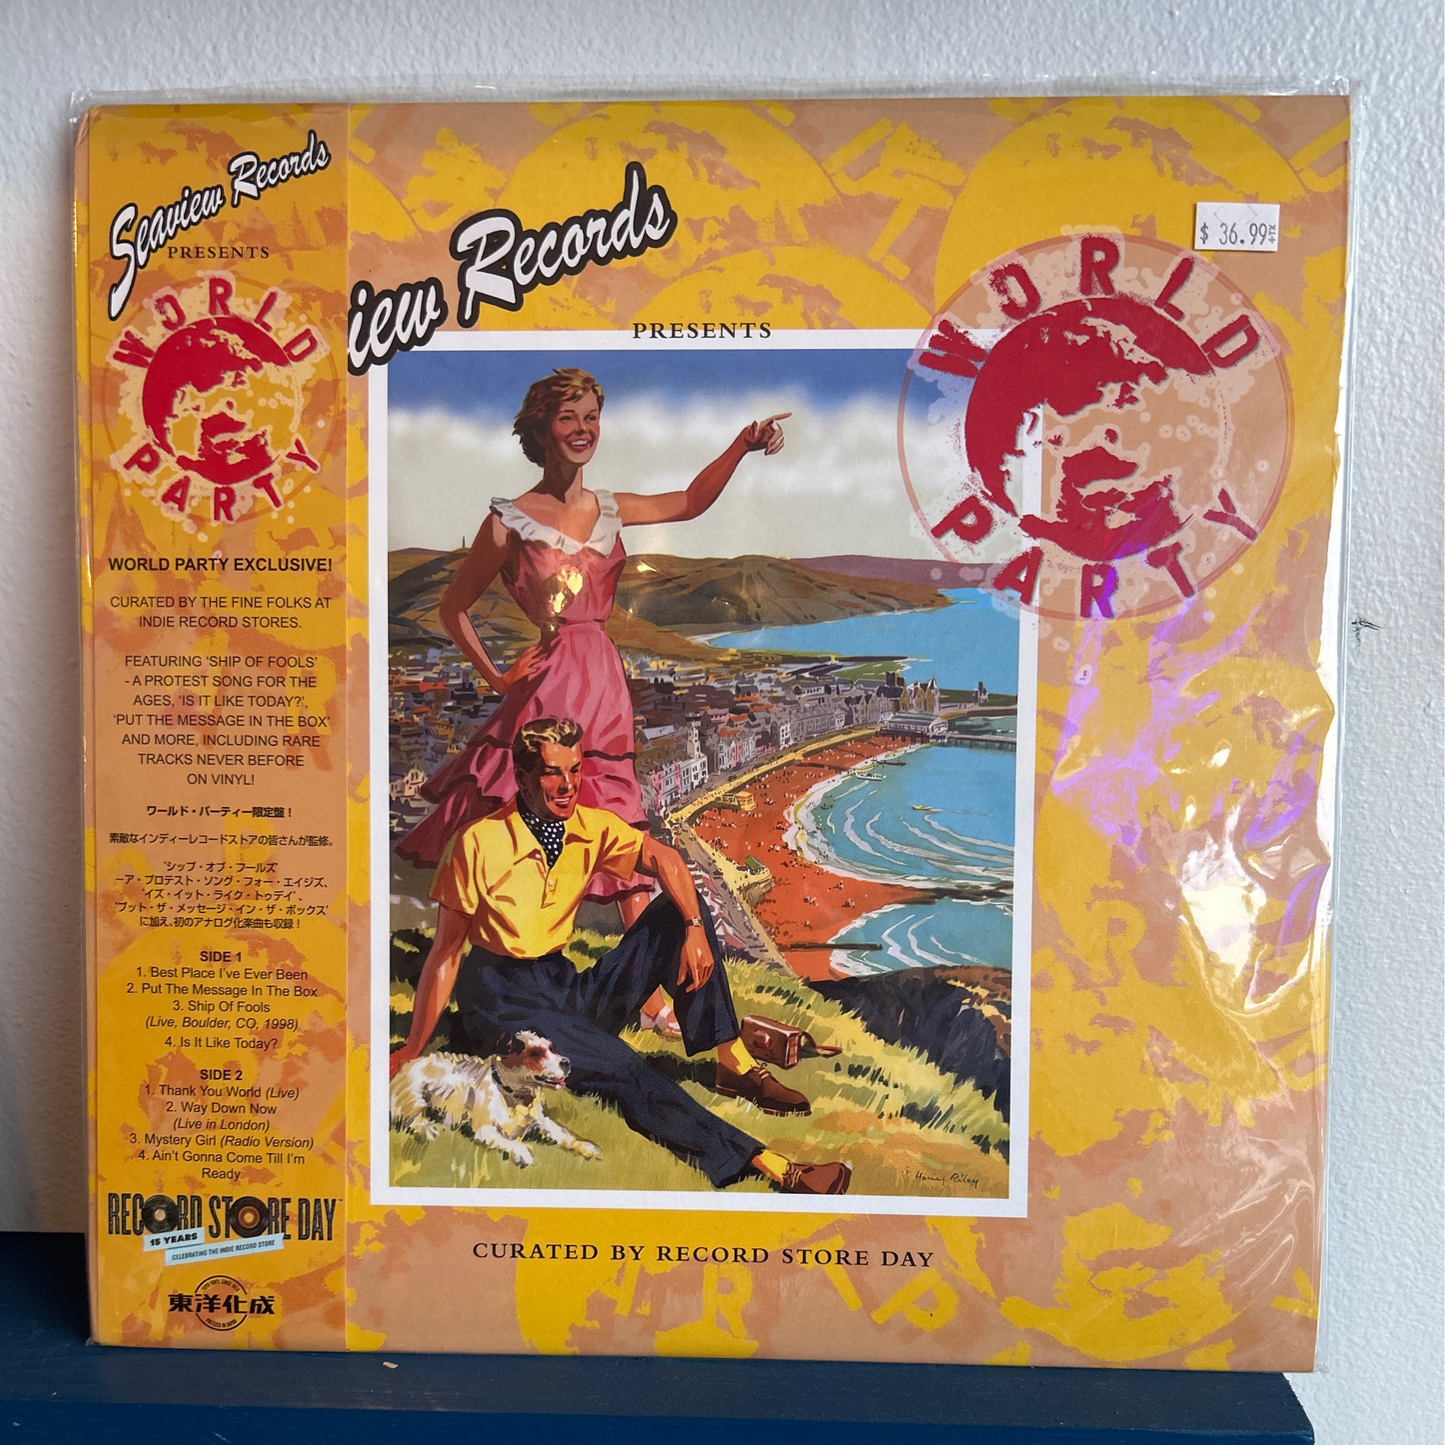 Seaview Records
PRESENTS
WORLD
PARTY
WORLD PARTY EXCLUSIVE!
CURATED BY THE FINE FOLKS AT
INDIE RECORD STORES.
FEATURING ‘SHIP OF FOOLS’
- A PROTEST SONG FOR THE
AGES, ‘IS IT LIKE TODAY?’,
‘PUT THE MESSAGE IN THE BOX’
AND MORE, INCLUDING RARE
TRACKS NEVER BEFORE
ON VINYL!
ワールド・パーティー限定盤！
素敵なインディーレコードストアの皆さんが監修。
‘シップ・オブ・フールズ’
ーア・プロテスト・ソング・フォー・エイジズ、
‘イズ・イット・ライク・トゥデイ’、
‘プット・ザ・メッセージ・イン・ザ・ボックス’
に加え、初のアナログ化楽曲も収録！
SIDE 1
1. Best Place I’ve Ever Been
2. Put The Message In The Box
3. Ship Of Fools
(Live, Boulder, CO, 1998)
4. Is It Like Today?
SIDE 2
1. Thank You World (Live)
2. Way Down Now
(Live in London)
3. Mystery Girl (Radio Version)
4. Ain’t Gonna Come Till I’m
Ready
RECORD STORE DAY
15 YEARS
CELEBRATING THE INDIE RECORD STORE
東洋化成
iew Records
PRESENTS
WORLD
PARTY
$ 36.99
Harry Riley
CURATED BY RECORD STORE DAY